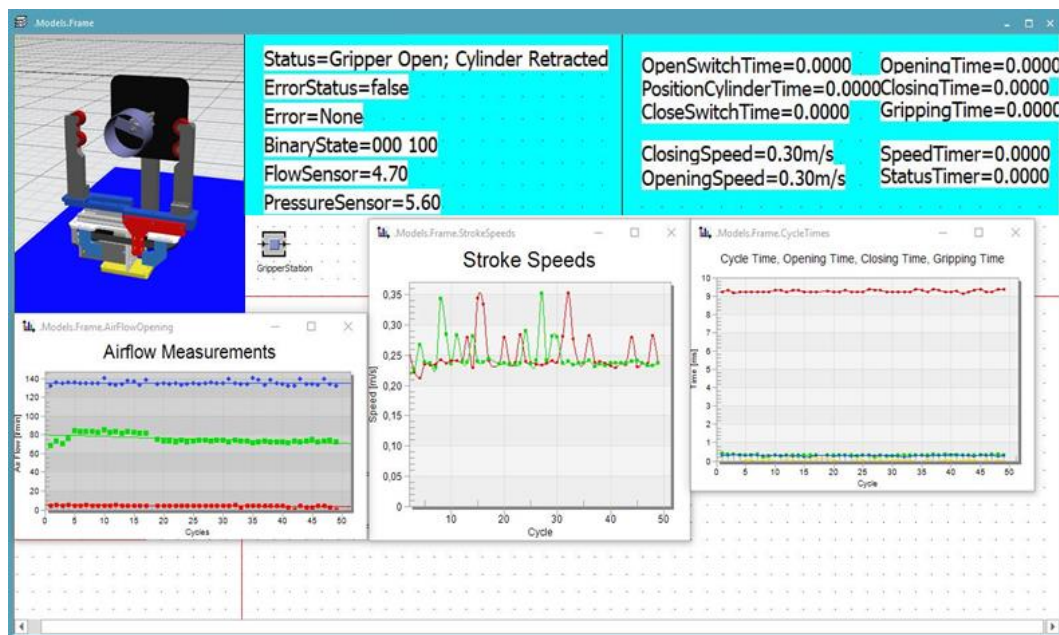 .Models.Frame
Status=Gripper Open; Cylinder Retracted
ErrorStatus=false
Error=None
BinaryState=000 100
FlowSensor=4.70
PressureSensor=5.60
OpenSwitchTime=0.0000 OpeningTime=0.0000
PositionCylinderTime=0.0000 ClosingTime=0.0000
CloseSwitchTime=0.0000 GrippingTime=0.0000
ClosingSpeed=0.30m/s SpeedTimer=0.0000
OpeningSpeed=0.30m/s StatusTimer=0.0000
GripperStation
.Models.Frame.AirFlowOpening
Airflow Measurements
Air Flow [l/min]
140
120
100
80
60
40
20
0
0 5 10 15 20 25 30 35 40 45 50
Cycles
.Models.Frame.StrokeSpeeds
Stroke Speeds
Speed [m/s]
0,35
0,30
0,25
0,20
0,15
0,10
0,05
0
10 20 30 40 50
Cycle
.Models.Frame.CycleTimes
Cycle Time, Opening Time, Closing Time, Gripping Time
Time [ms]
10
9
8
7
6
5
4
3
2
1
0
0 5 10 15 20 25 30 35 40 45 50
Cycle